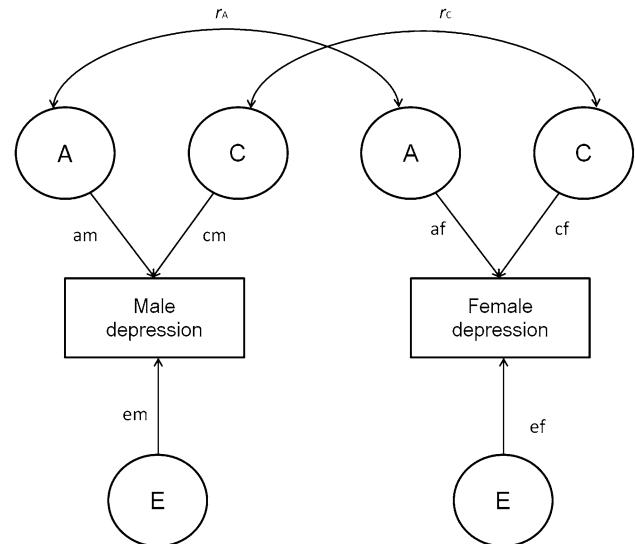 rA
rC
A
C
A
C
am
cm
af
cf
Male
depression
Female
depression
em
ef
E
E